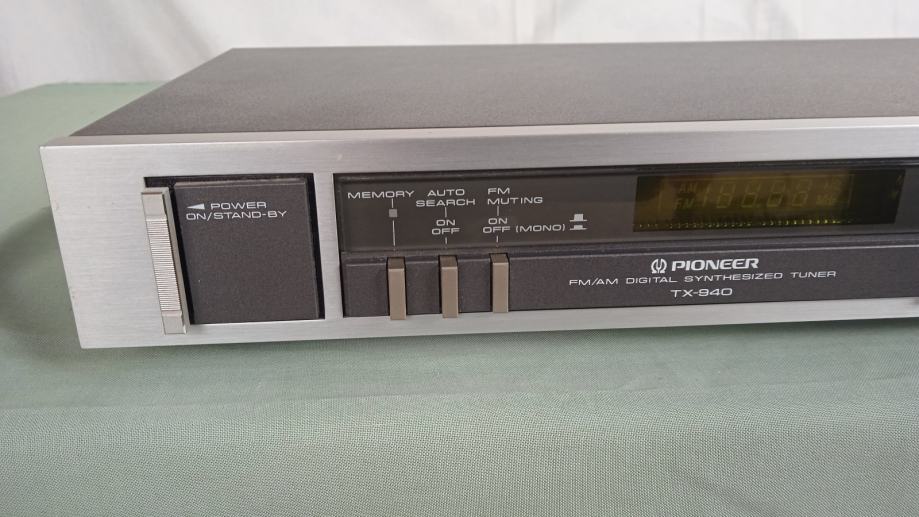 ◄ POWER
ON/STAND-BY
MEMORY
AUTO
SEARCH
ON
OFF
FM
MUTING
ON
OFF (MONO)
AM
FM
MHz
PIONEER
FM/AM DIGITAL SYNTHESIZED TUNER
TX-940